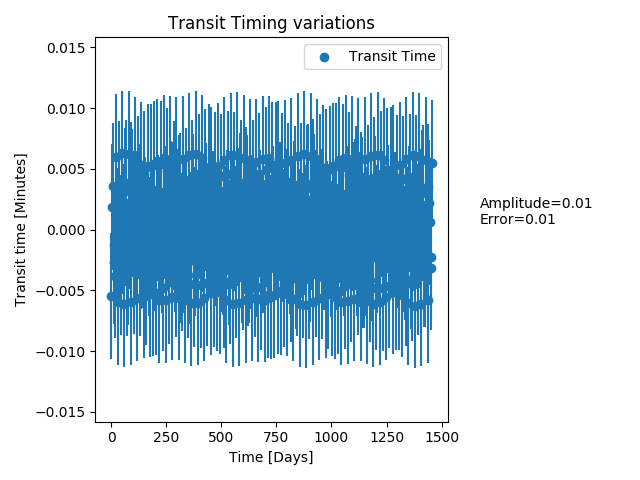 Transit Timing variations
Transit Time
0.015
0.010
0.005
0.000
−0.005
−0.010
−0.015
Transit time [Minutes]
0
250
500
750
1000
1250
1500
Time [Days]
Amplitude=0.01
Error=0.01